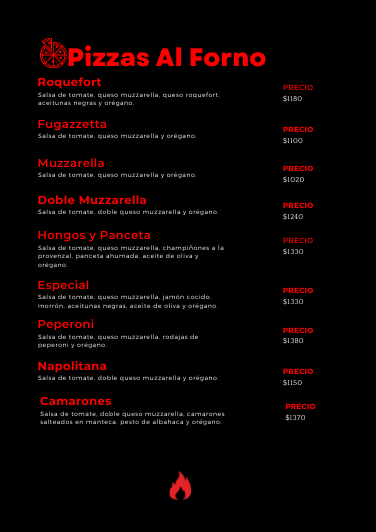 Pizzas Al Forno
Roquefort
PRECIO
Salsa de tomate, queso muzzarella, queso roquefort,
aceitunas negras y orégano.
$1180
Fugazzetta
PRECIO
Salsa de tomate, queso muzzarella y orégano.
$1100
Muzzarella
PRECIO
Salsa de tomate, queso muzzarella y orégano.
$1020
Doble Muzzarella
PRECIO
Salsa de tomate, doble queso muzzarella y orégano.
$1240
Hongos y Panceta
PRECIO
Salsa de tomate, queso muzzarella, champiñones a la
provenzal, panceta ahumada, aceite de oliva y
orégano.
$1330
Especial
PRECIO
Salsa de tomate, queso muzzarella, jamón cocido,
morrón, aceitunas negras, aceite de oliva y orégano.
$1330
Peperoni
PRECIO
Salsa de tomate, queso muzzarella, rodajas de
peperoni y orégano.
$1380
Napolitana
PRECIO
Salsa de tomate, doble queso muzzarella y orégano.
$1150
Camarones
PRECIO
Salsa de tomate, doble queso muzzarella, camarones
salteados en manteca, pesto de albahaca y orégano.
$1370